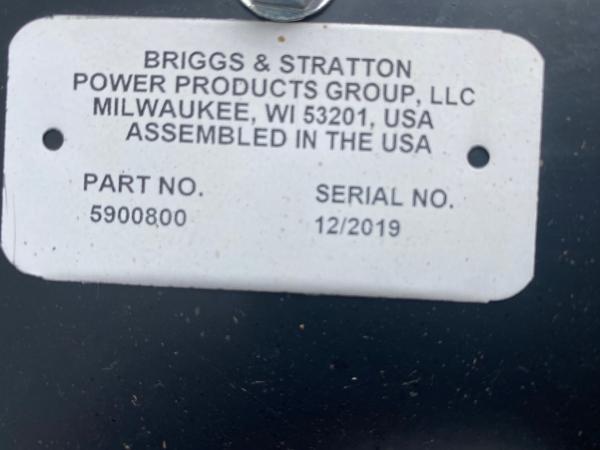 BRIGGS & STRATTON
POWER PRODUCTS GROUP, LLC
MILWAUKEE, WI 53201, USA
ASSEMBLED IN THE USA
PART NO. SERIAL NO.
5900800 12/2019